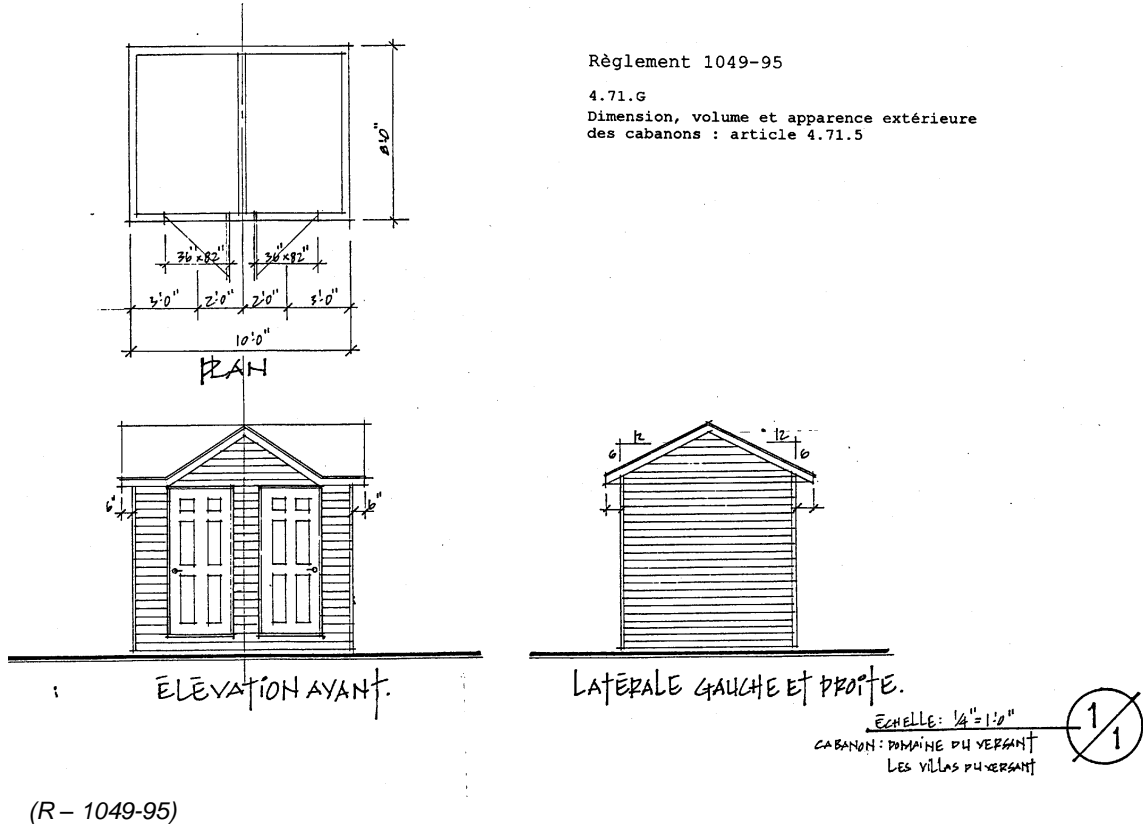 Règlement 1049-95
4.71.G
Dimension, volume et apparence extérieure
des cabanons : article 4.71.5
8'0"
36"x82" 36"x82"
3'0" 2'0" 2'0" 3'0"
10'0"
PLAN
12 12
6 6
6" 6"
ÉLÉVATION AVANT.
LATÉRALE GAUCHE ET DROITE.
ÉCHELLE: 1/4"=1'0"
1/1
CABANON: DOMAINE DU VERSANT
LES VILLAS DU VERSANT
(R – 1049-95)